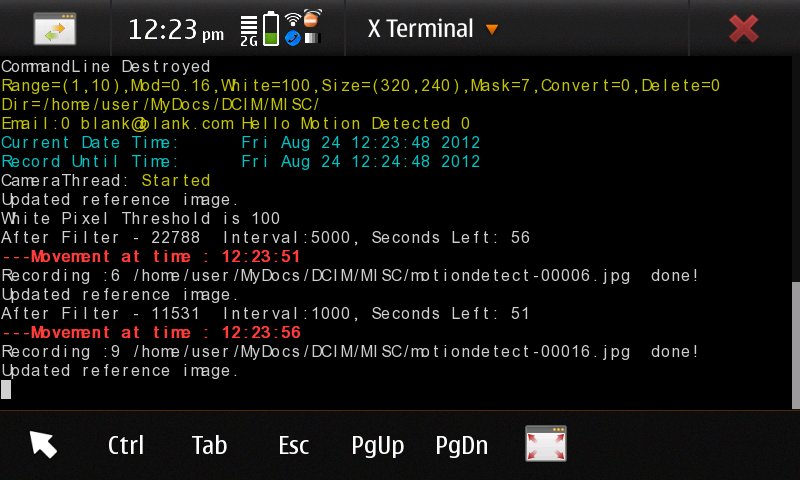 12:23 pm 2G X Terminal
CommandLine Destroyed
Range=(1,10),Mod=0.16,White=100,Size=(320,240),Mask=7,Convert=0,Delete=0
Dir=/home/user/MyDocs/DCIM/MISC/
Email:0 blank@blank.com Hello Motion Detected 0
Current Date Time:      Fri Aug 24 12:23:48 2012
Record Until Time:      Fri Aug 24 12:24:48 2012
CameraThread: Started
Updated reference image.
White Pixel Threshold is 100
After Filter - 22788  Interval:5000, Seconds Left: 56
---Movement at time : 12:23:51
Recording :6 /home/user/MyDocs/DCIM/MISC/motiondetect-00006.jpg  done!
Updated reference image.
After Filter - 11531  Interval:1000, Seconds Left: 51
---Movement at time : 12:23:56
Recording :9 /home/user/MyDocs/DCIM/MISC/motiondetect-00016.jpg  done!
Updated reference image.
Ctrl Tab Esc PgUp PgDn